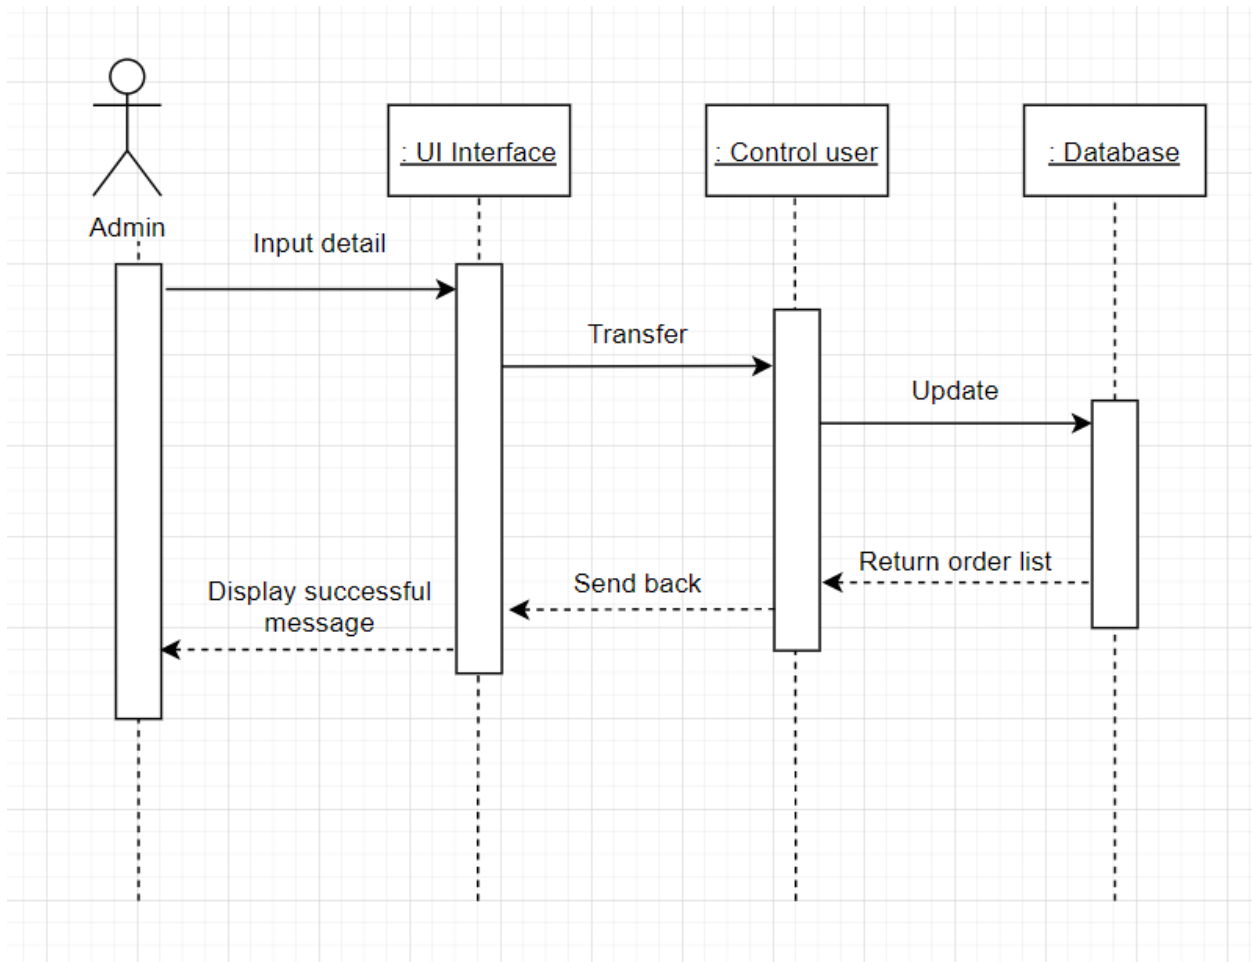 : UI Interface
: Control user
: Database
Admin
Input detail
Transfer
Update
Return order list
Send back
Display successful
message